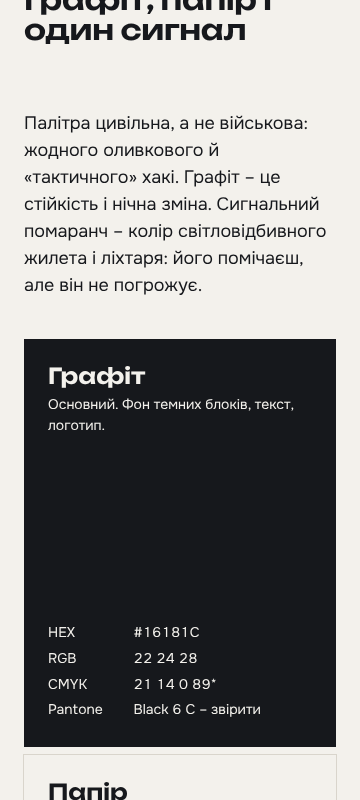 Графіт, папір і
один сигнал
Палітра цивільна, а не військова:
жодного оливкового й
«тактичного» хакі. Графіт – це
стійкість і нічна зміна. Сигнальний
помаранч – колір світловідбивного
жилета і ліхтаря: його помічаєш,
але він не погрожує.
Графіт
Основний. Фон темних блоків, текст,
логотип.
HEX #16181C
RGB 22 24 28
CMYK 21 14 0 89*
Pantone Black 6 C – звірити
Папір